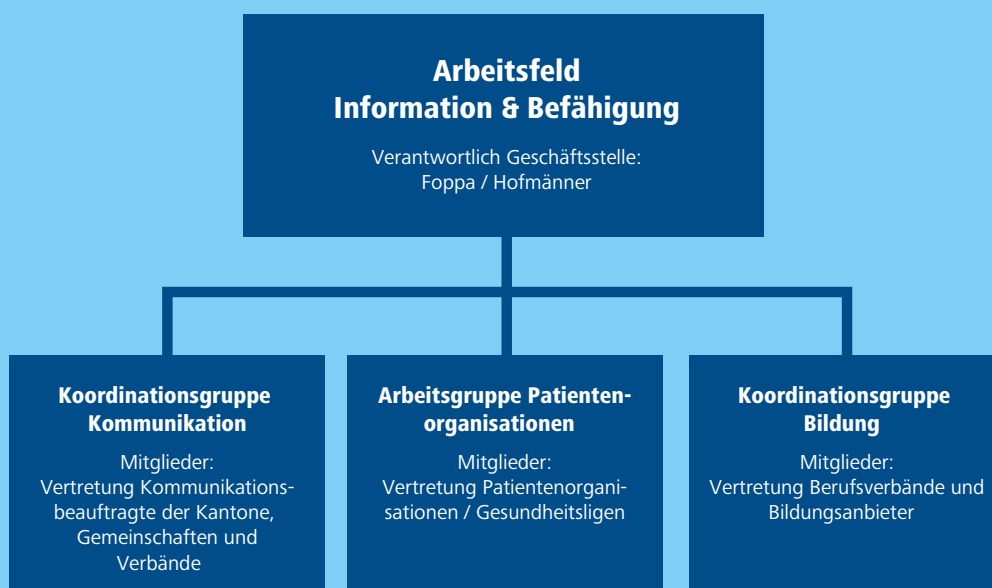 Arbeitsfeld
Information & Befähigung
Verantwortlich Geschäftsstelle:
Foppa / Hofmänner
Koordinationsgruppe
Kommunikation
Mitglieder:
Vertretung Kommunikations-
beauftragte der Kantone,
Gemeinschaften und
Verbände
Arbeitsgruppe Patienten-
organisationen
Mitglieder:
Vertretung Patientenorgani-
sationen / Gesundheitsligen
Koordinationsgruppe
Bildung
Mitglieder:
Vertretung Berufsverbände und
Bildungsanbieter